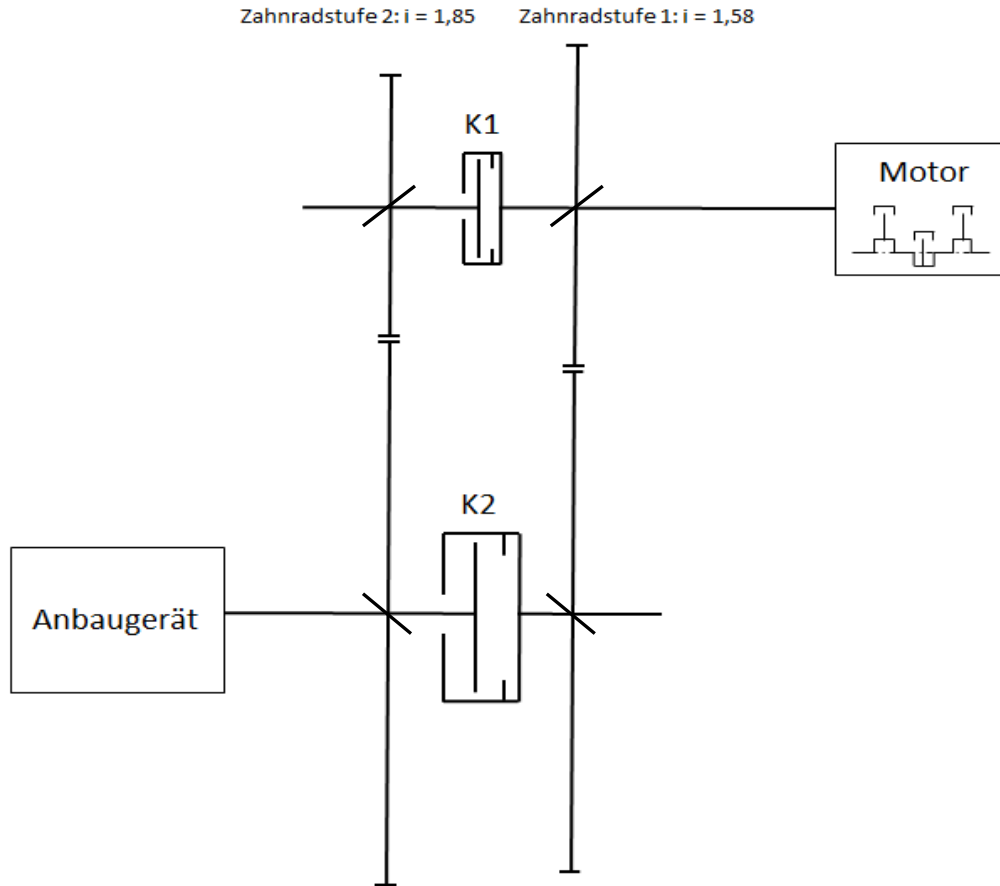 Zahnradstufe 2: i = 1,85
Zahnradstufe 1: i = 1,58
K1
Motor
K2
Anbaugerät